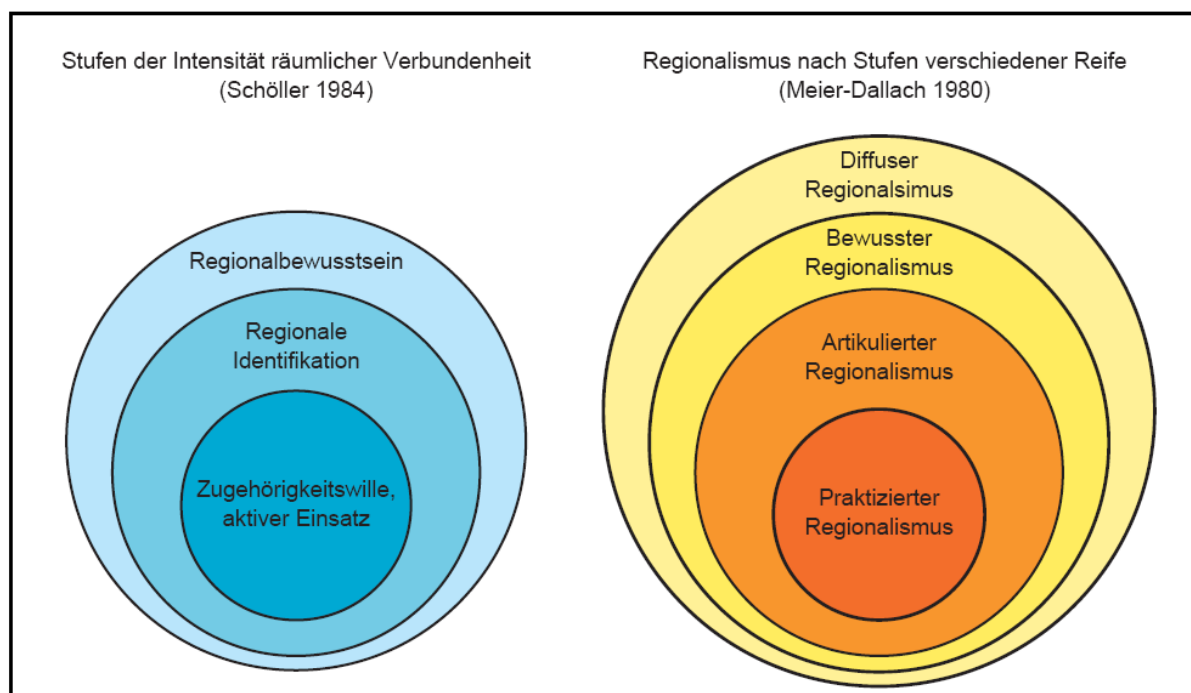 Stufen der Intensität räumlicher Verbundenheit
(Schöller 1984)
Regionalbewusstsein
Regionale
Identifikation
Zugehörigkeitswille,
aktiver Einsatz
Regionalismus nach Stufen verschiedener Reife
(Meier-Dallach 1980)
Diffuser
Regionalsimus
Bewusster
Regionalismus
Artikulierter
Regionalismus
Praktizierter
Regionalismus